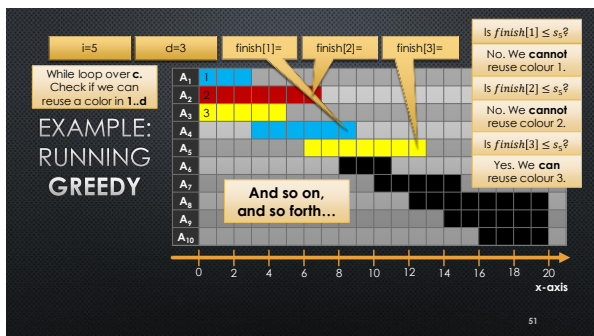 i=5
d=3
finish[1]=
finish[2]=
finish[3]=
Is finish[1] ≤ s₅?
No. We cannot
reuse colour 1.
Is finish[2] ≤ s₅?
No. We cannot
reuse colour 2.
Is finish[3] ≤ s₅?
Yes. We can
reuse colour 3.
While loop over c.
Check if we can
reuse a color in 1..d
EXAMPLE:
RUNNING
GREEDY
A₁ 1
A₂ 2
A₃ 3
A₄
A₅
A₆
A₇
A₈
A₉
A₁₀
And so on,
and so forth…
0 2 4 6 8 10 12 14 16 18 20
x-axis
51